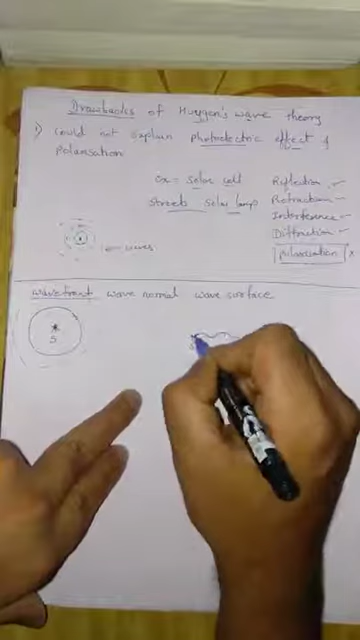 Drawbacks of Huygen's wave theory
1) Could not explain photoelectric effect &
Polarisation
ex = solar cell
streets solar lamp
Reflection ✓
Refraction ✓
Interference ✓
Diffraction ✓
polarisation x
waves
wavefront wave normal wave surface
S